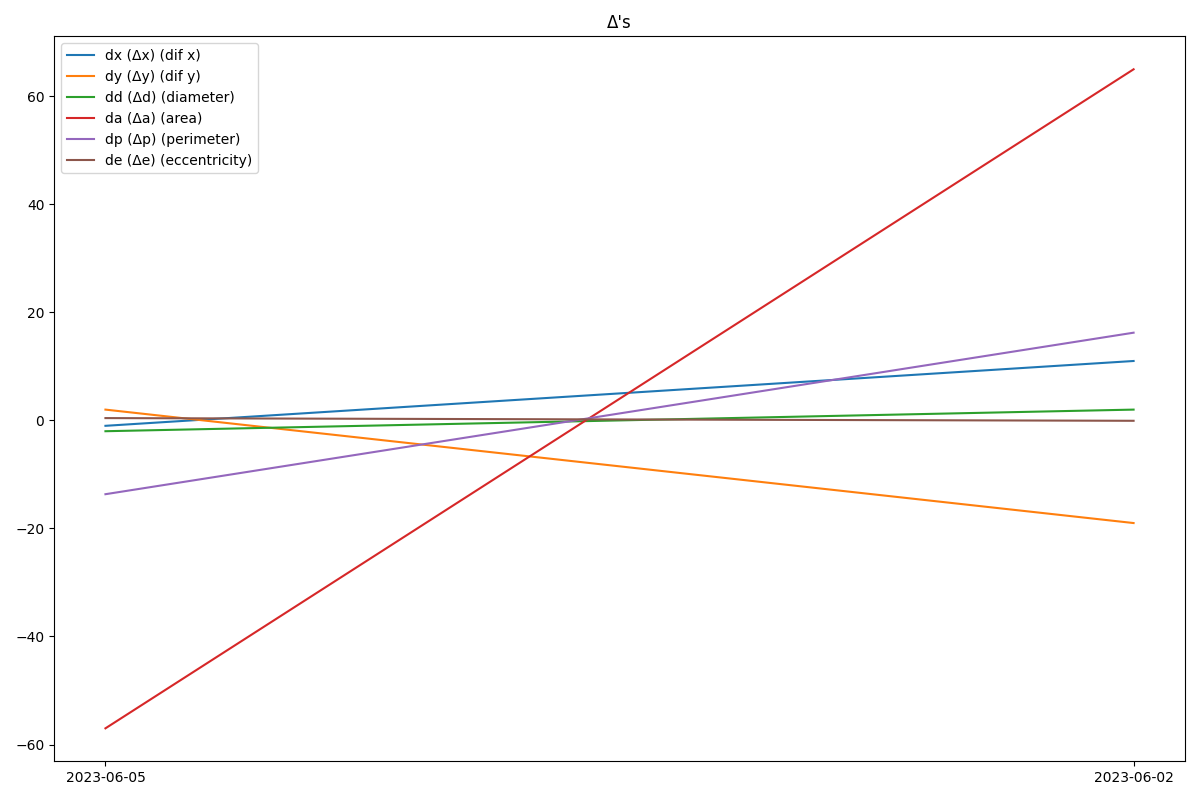 Δ's
dx (Δx) (dif x)
dy (Δy) (dif y)
dd (Δd) (diameter)
da (Δa) (area)
dp (Δp) (perimeter)
de (Δe) (eccentricity)
60
40
20
0
−20
−40
−60
2023-06-05
2023-06-02